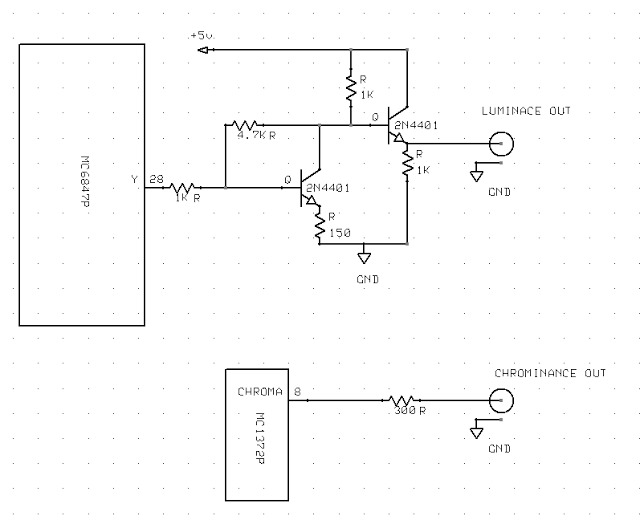 +5v
R
1K
Q
2N4401
LUMINACE OUT
4.7K R
R
1K
GND
MC6847P
Y 28
1K R
Q
2N4401
R
150
GND
CHROMINANCE OUT
CHROMA 8
300 R
MC1372P
GND